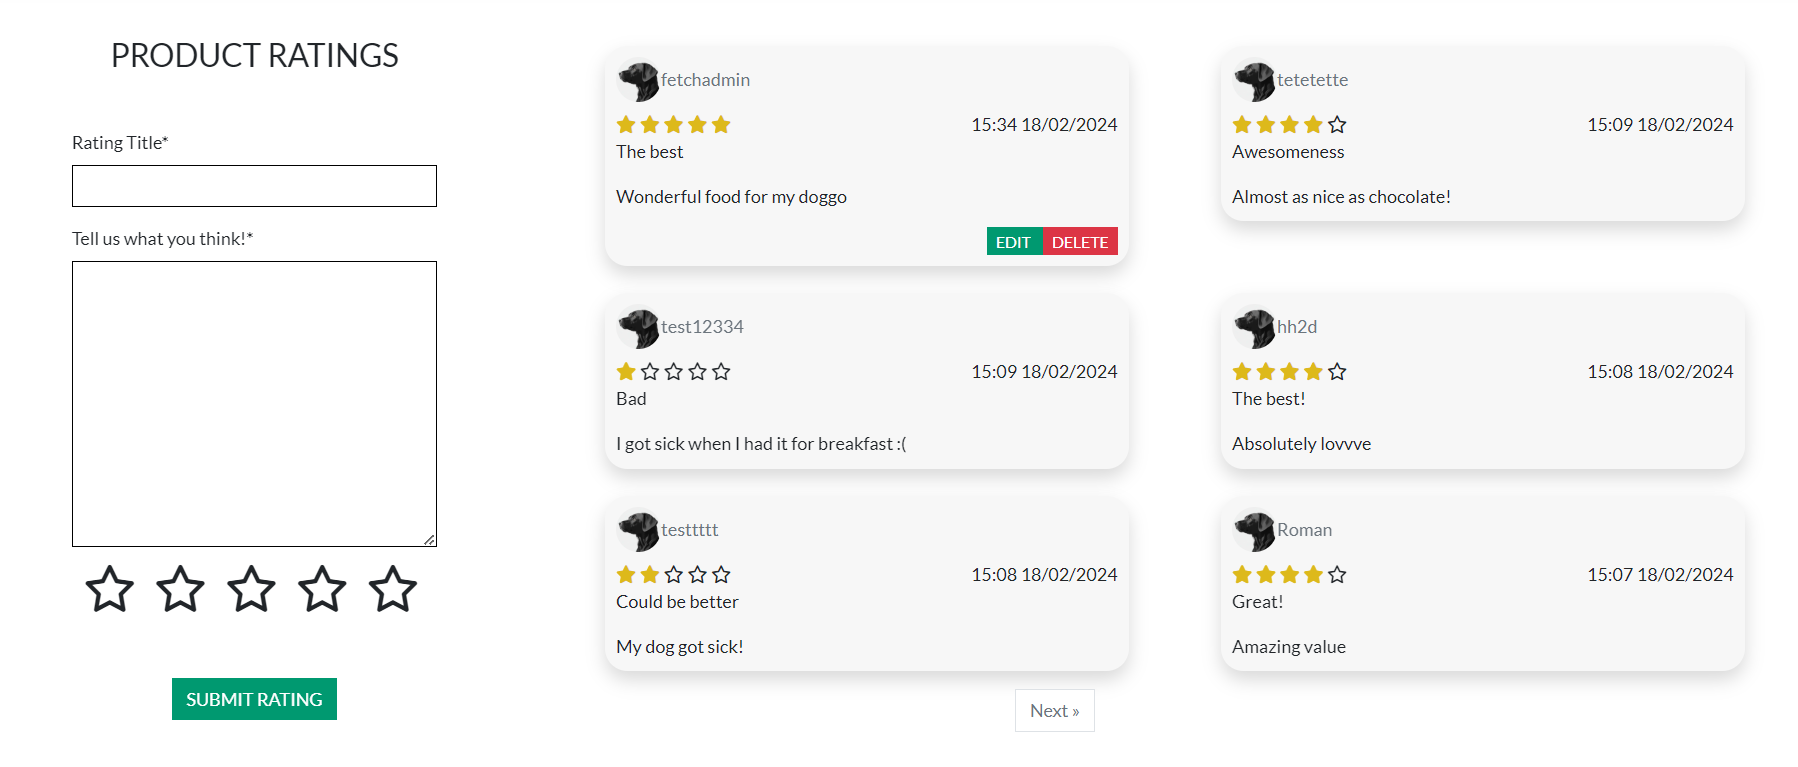 PRODUCT RATINGS
Rating Title*
Tell us what you think!*
SUBMIT RATING
fetchadmin
15:34 18/02/2024
The best
Wonderful food for my doggo
EDIT DELETE
tetetette
15:09 18/02/2024
Awesomeness
Almost as nice as chocolate!
test12334
15:09 18/02/2024
Bad
I got sick when I had it for breakfast :(
hh2d
15:08 18/02/2024
The best!
Absolutely lovvve
testtttt
15:08 18/02/2024
Could be better
My dog got sick!
Roman
15:07 18/02/2024
Great!
Amazing value
Next »